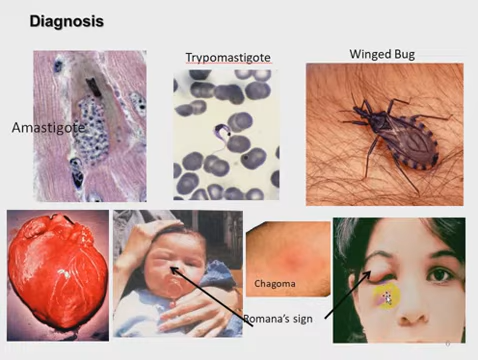 Diagnosis
Trypomastigote
Winged Bug
Amastigote
Chagoma
Romana's sign
6